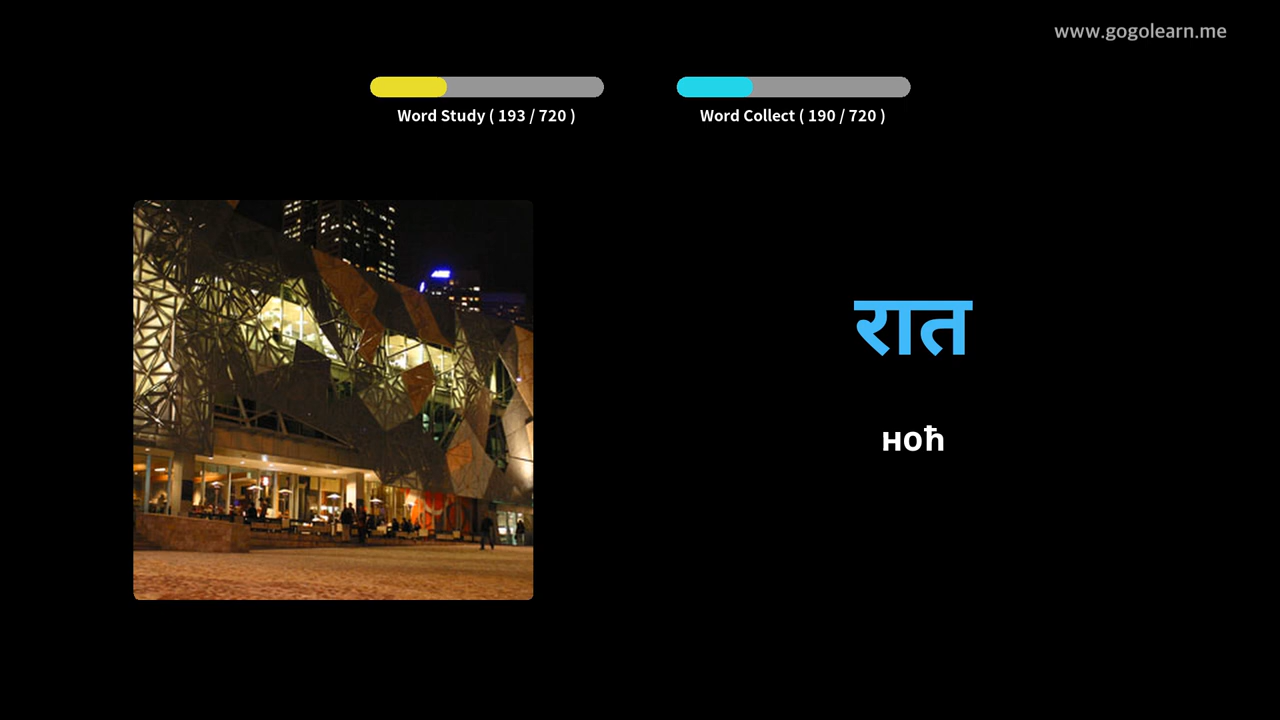 www.gogolearn.me
Word Study ( 193 / 720 )
Word Collect ( 190 / 720 )
रात
ноћ